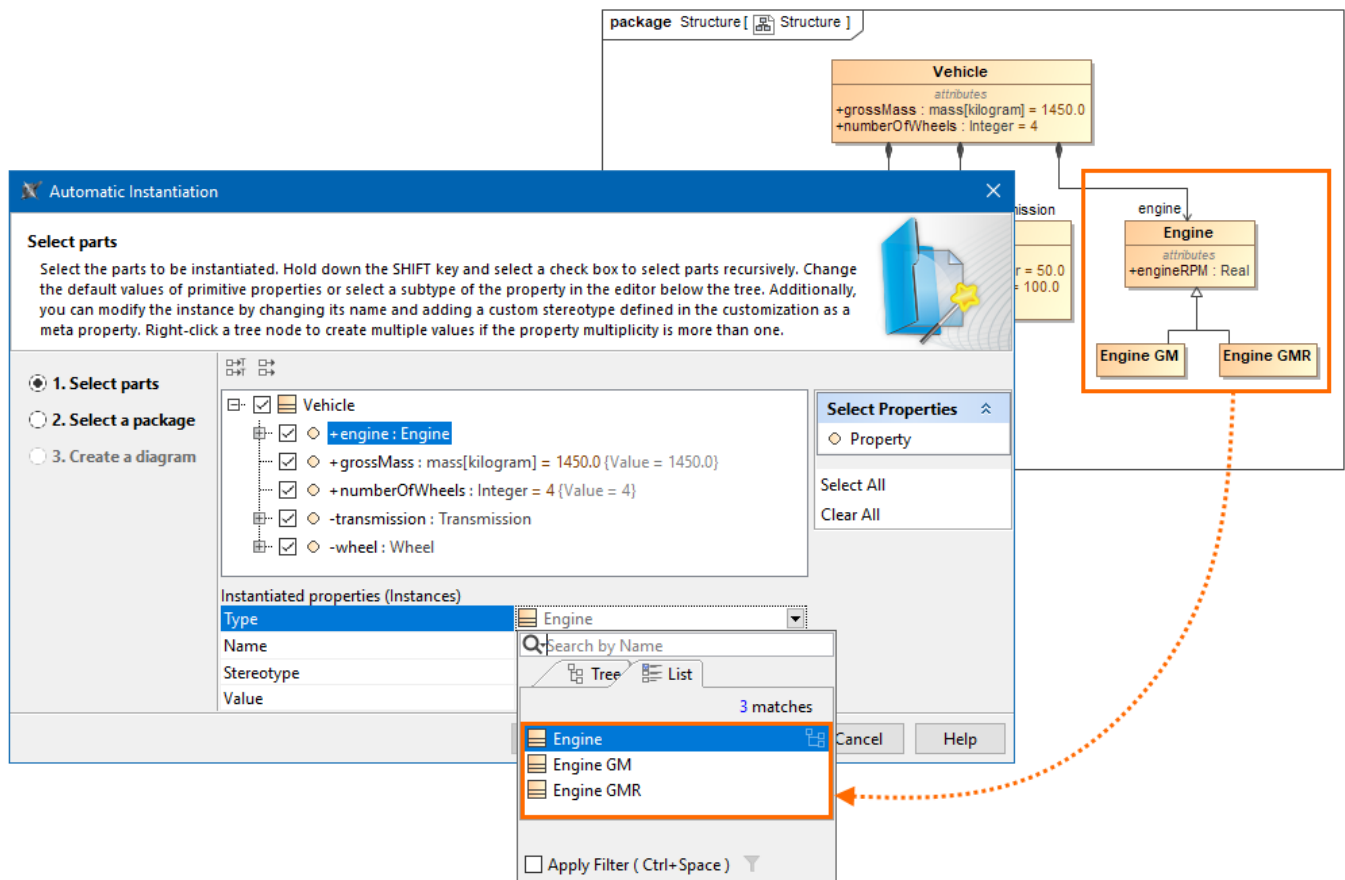 package Structure [ Structure ]
Vehicle
attributes
+grossMass : mass[kilogram] = 1450.0
+numberOfWheels : Integer = 4
engine
Engine
attributes
+engineRPM : Real
Engine GM
Engine GMR
r = 50.0
= 100.0
Automatic Instantiation
Select parts
Select the parts to be instantiated. Hold down the SHIFT key and select a check box to select parts recursively. Change
the default values of primitive properties or select a subtype of the property in the editor below the tree. Additionally,
you can modify the instance by changing its name and adding a custom stereotype defined in the customization as a
meta property. Right-click a tree node to create multiple values if the property multiplicity is more than one.
1. Select parts
2. Select a package
3. Create a diagram
Vehicle
+engine : Engine
+grossMass : mass[kilogram] = 1450.0 {Value = 1450.0}
+numberOfWheels : Integer = 4 {Value = 4}
-transmission : Transmission
-wheel : Wheel
Select Properties
Property
Select All
Clear All
Instantiated properties (Instances)
Type
Engine
Name
Stereotype
Value
Search by Name
Tree
List
3 matches
Engine
Engine GM
Engine GMR
Apply Filter ( Ctrl+Space )
Cancel
Help